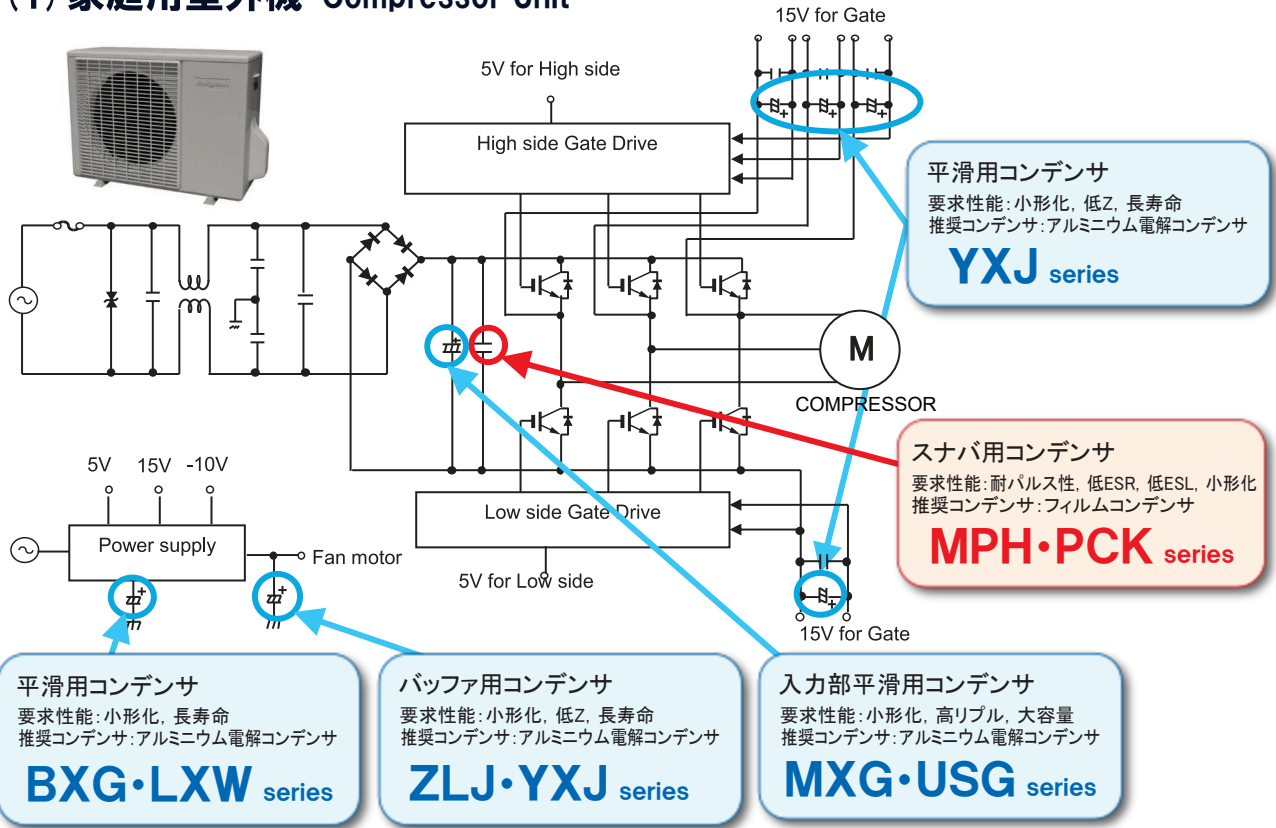 (1) 家庭用室外機 Compressor Unit
15V for Gate
5V for High side
High side Gate Drive
平滑用コンデンサ
要求性能:小形化, 低Z, 長寿命
推奨コンデンサ:アルミニウム電解コンデンサ
YXJ series
M
COMPRESSOR
スナバ用コンデンサ
要求性能:耐パルス性, 低ESR, 低ESL, 小形化
推奨コンデンサ:フィルムコンデンサ
MPH・PCK series
5V 15V -10V
Power supply
Fan motor
Low side Gate Drive
5V for Low side
15V for Gate
平滑用コンデンサ
要求性能:小形化, 長寿命
推奨コンデンサ:アルミニウム電解コンデンサ
BXG・LXW series
バッファ用コンデンサ
要求性能:小形化, 低Z, 長寿命
推奨コンデンサ:アルミニウム電解コンデンサ
ZLJ・YXJ series
入力部平滑用コンデンサ
要求性能:小形化, 高リプル, 大容量
推奨コンデンサ:アルミニウム電解コンデンサ
MXG・USG series